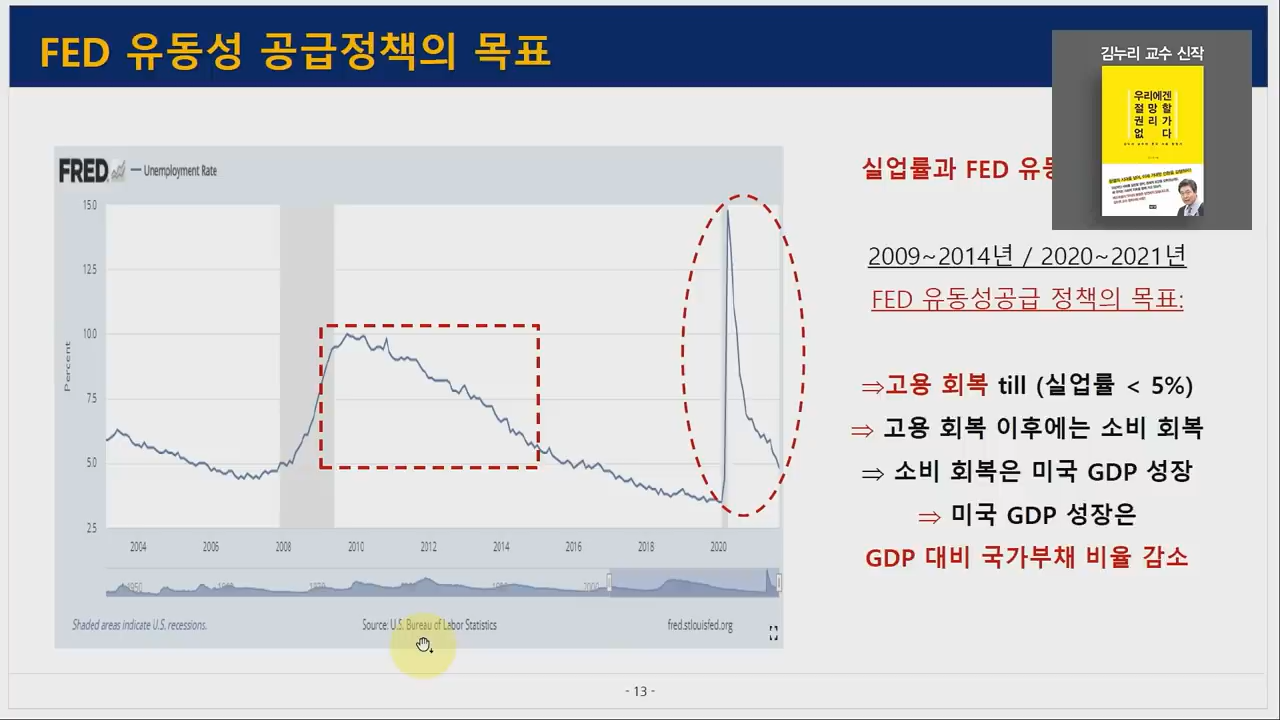 FED 유동성 공급정책의 목표
김누리 교수 신작
우리에겐
절망할
권리가
없다
FRED
Unemployment Rate
실업률과 FED
2009~2014년 / 2020~2021년
FED 유동성공급 정책의 목표:
⇒고용 회복 till (실업률 < 5%)
⇒ 고용 회복 이후에는 소비 회복
⇒ 소비 회복은 미국 GDP 성장
⇒ 미국 GDP 성장은
GDP 대비 국가부채 비율 감소
Percent
15.0
12.5
10.0
7.5
5.0
2.5
2004 2006 2008 2010 2012 2014 2016 2018 2020
Shaded areas indicate U.S. recessions. Source: U.S. Bureau of Labor Statistics fred.stlouisfed.org
- 13 -